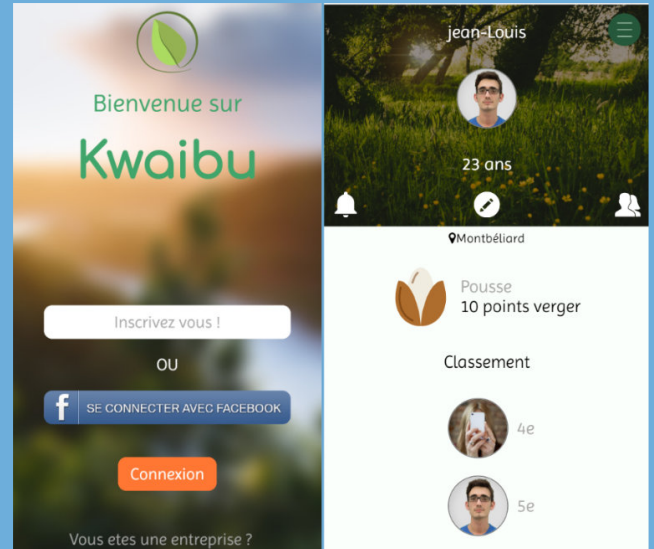 Bienvenue sur
Kwaibu
Inscrivez vous !
OU
f SE CONNECTER AVEC FACEBOOK
Connexion
Vous etes une entreprise ?
jean-Louis
23 ans
Montbéliard
Pousse
10 points verger
Classement
4e
5e